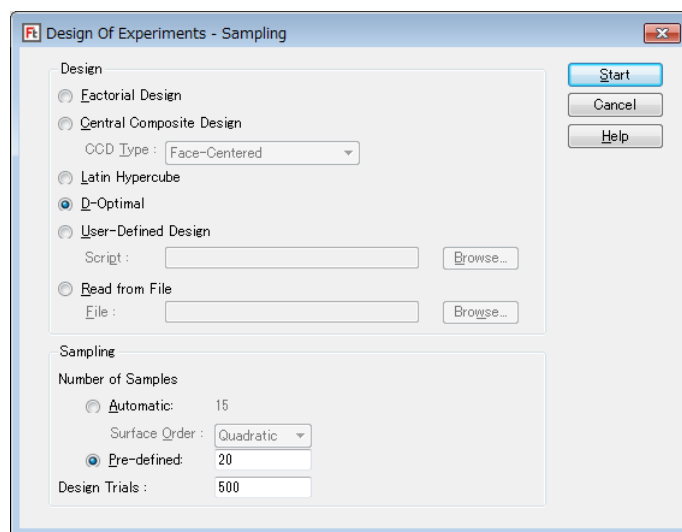 Ft Design Of Experiments - Sampling
Design
Start
Factorial Design
Cancel
Central Composite Design
Help
CCD Type : Face-Centered
Latin Hypercube
D-Optimal
User-Defined Design
Script : Browse...
Read from File
File : Browse...
Sampling
Number of Samples
Automatic: 15
Surface Order : Quadratic
Pre-defined: 20
Design Trials : 500